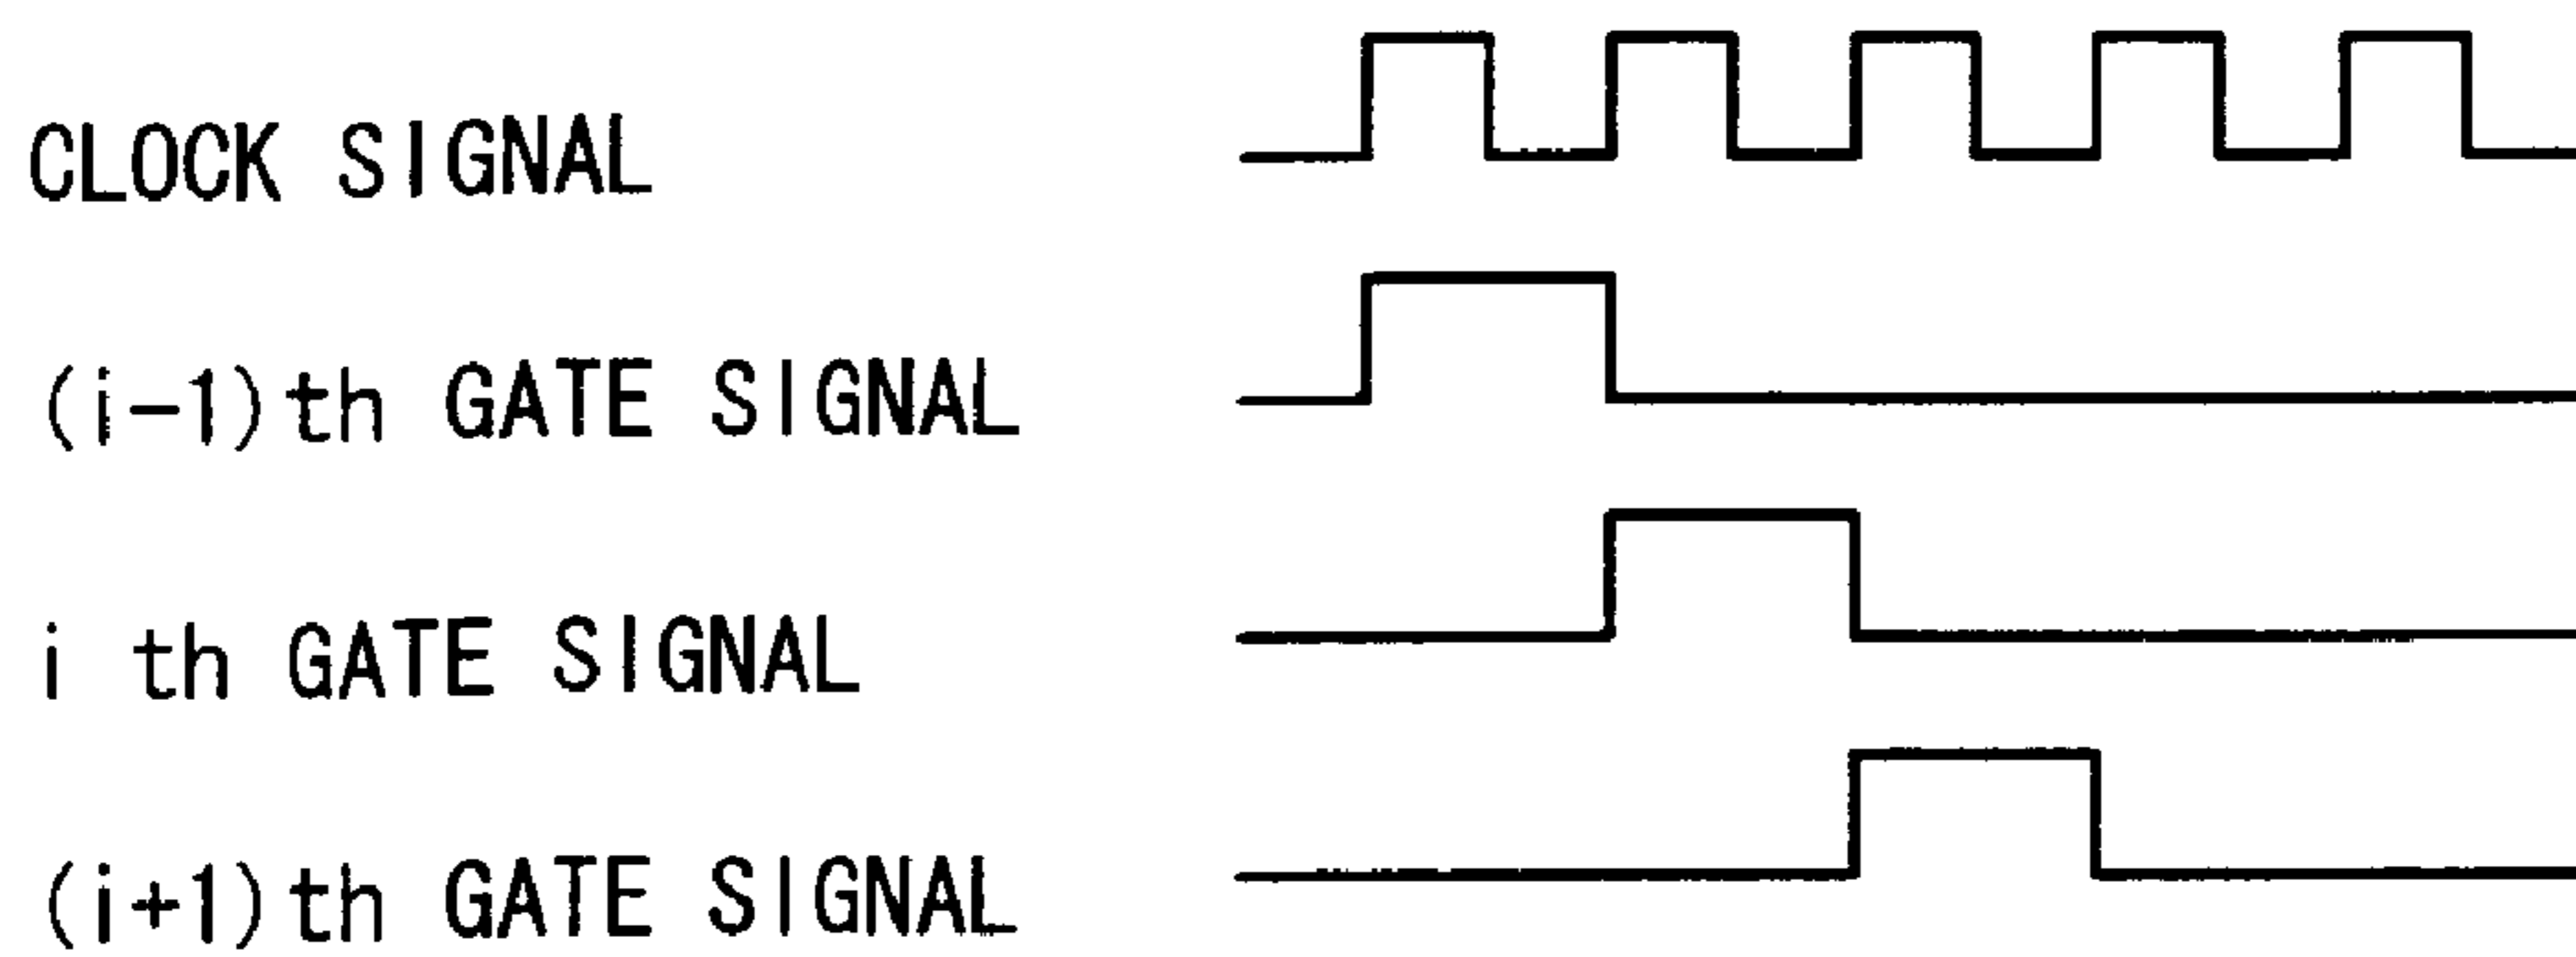 CLOCK SIGNAL
(i-1)th GATE SIGNAL
i th GATE SIGNAL
(i+1)th GATE SIGNAL